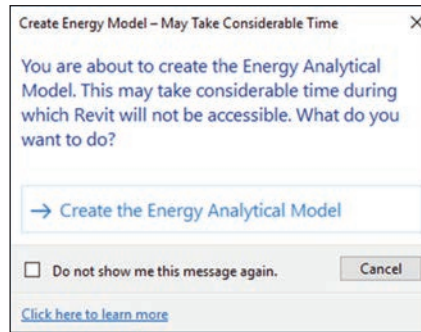 Create Energy Model – May Take Considerable Time
You are about to create the Energy Analytical
Model. This may take considerable time during
which Revit will not be accessible. What do you
want to do?
→ Create the Energy Analytical Model
Do not show me this message again.
Cancel
Click here to learn more